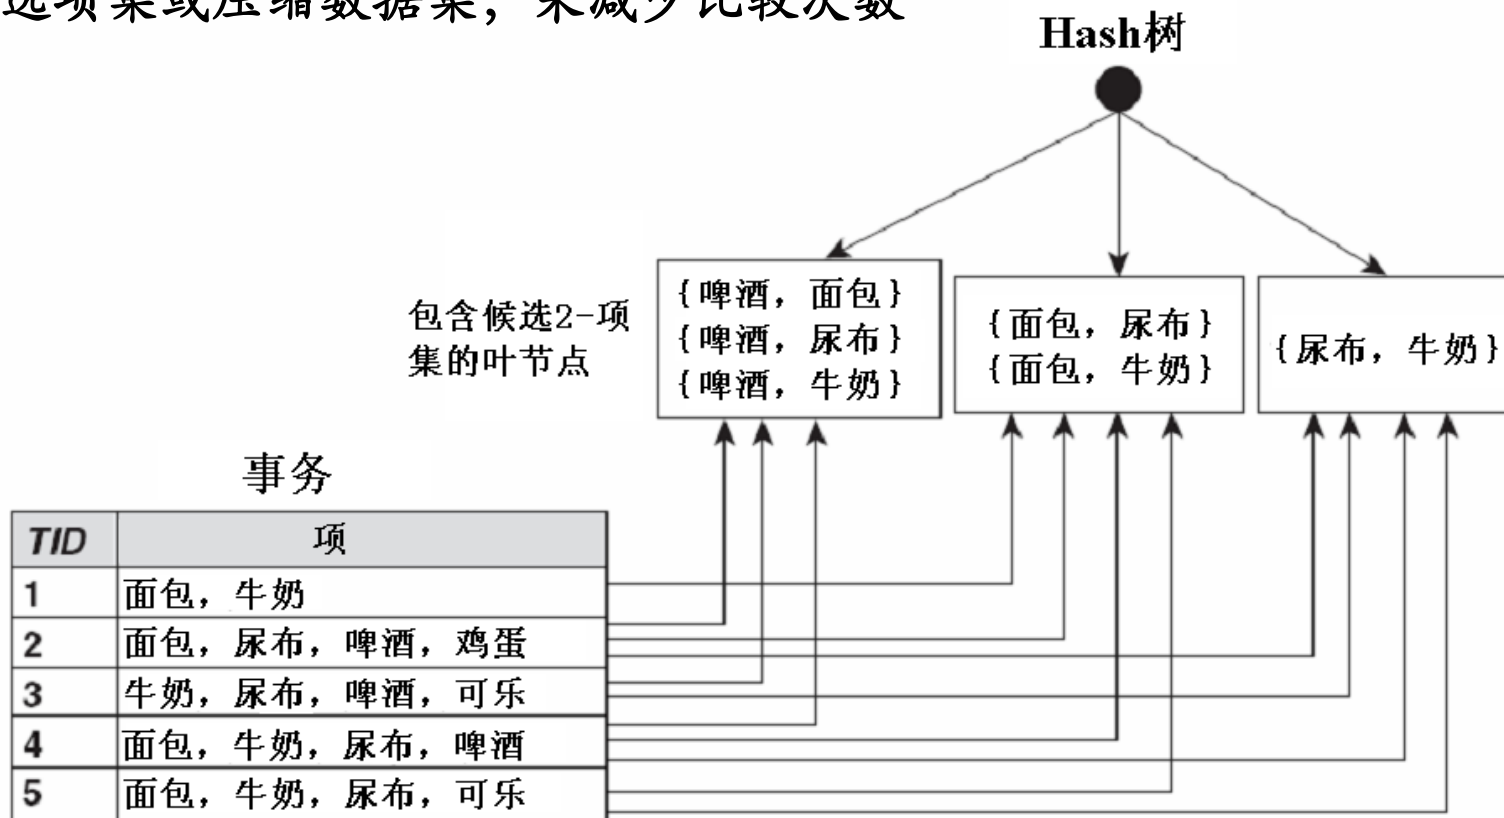 选项集或压缩数据集，来减少比较次数
Hash树
包含候选2-项
集的叶节点
{啤酒，面包}
{啤酒，尿布}
{啤酒，牛奶}
{面包，尿布}
{面包，牛奶}
{尿布，牛奶}
事务
TID 项
1 面包，牛奶
2 面包，尿布，啤酒，鸡蛋
3 牛奶，尿布，啤酒，可乐
4 面包，牛奶，尿布，啤酒
5 面包，牛奶，尿布，可乐